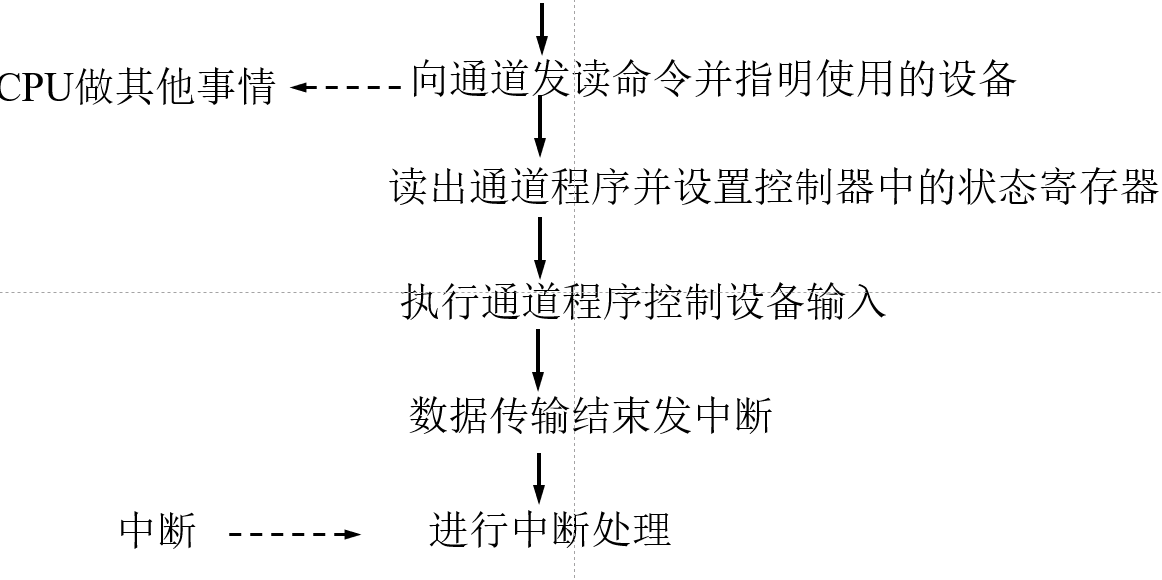 CPU做其他事情
向通道发读命令并指明使用的设备
读出通道程序并设置控制器中的状态寄存器
执行通道程序控制设备输入
数据传输结束发中断
中断
进行中断处理